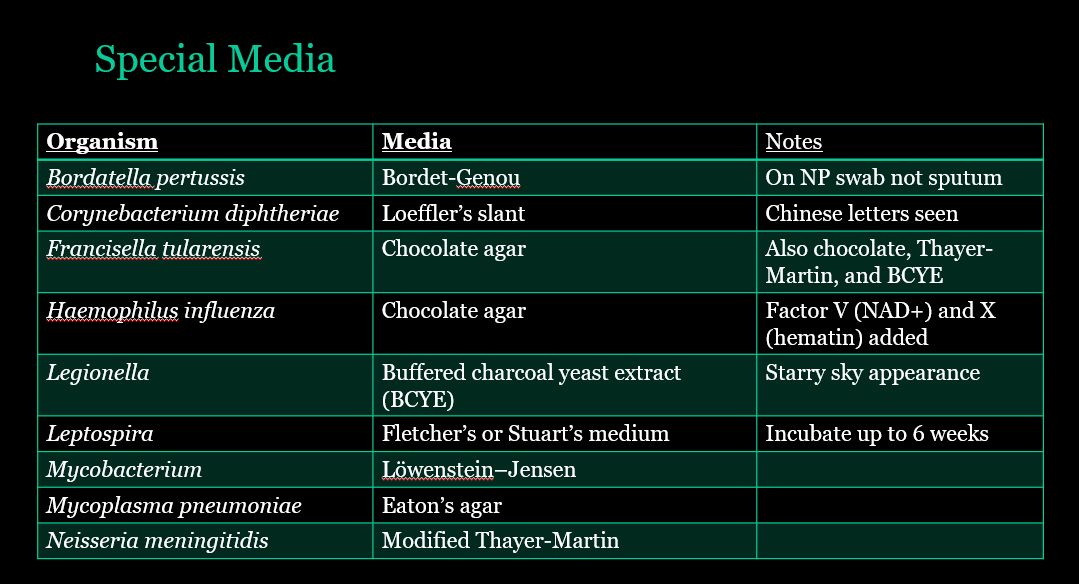 Special Media
Organism Media Notes
Bordatella pertussis Bordet-Genou On NP swab not sputum
Corynebacterium diphtheriae Loeffler’s slant Chinese letters seen
Francisella tularensis Chocolate agar Also chocolate, Thayer-
Martin, and BCYE
Haemophilus influenza Chocolate agar Factor V (NAD+) and X
(hematin) added
Legionella Buffered charcoal yeast extract Starry sky appearance
(BCYE)
Leptospira Fletcher’s or Stuart’s medium Incubate up to 6 weeks
Mycobacterium Löwenstein–Jensen
Mycoplasma pneumoniae Eaton’s agar
Neisseria meningitidis Modified Thayer-Martin